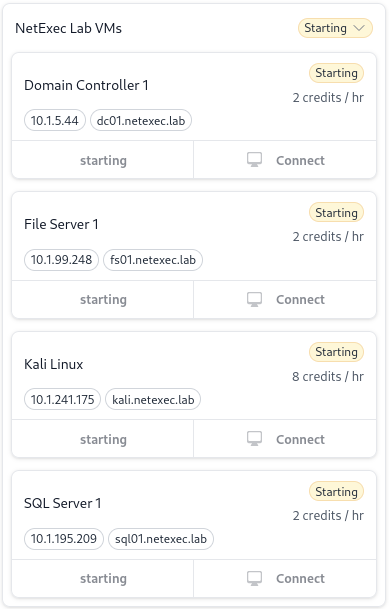 NetExec Lab VMs
Starting
Domain Controller 1
Starting
2 credits / hr
10.1.5.44
dc01.netexec.lab
starting
Connect
File Server 1
Starting
2 credits / hr
10.1.99.248
fs01.netexec.lab
starting
Connect
Kali Linux
Starting
8 credits / hr
10.1.241.175
kali.netexec.lab
starting
Connect
SQL Server 1
Starting
2 credits / hr
10.1.195.209
sql01.netexec.lab
starting
Connect